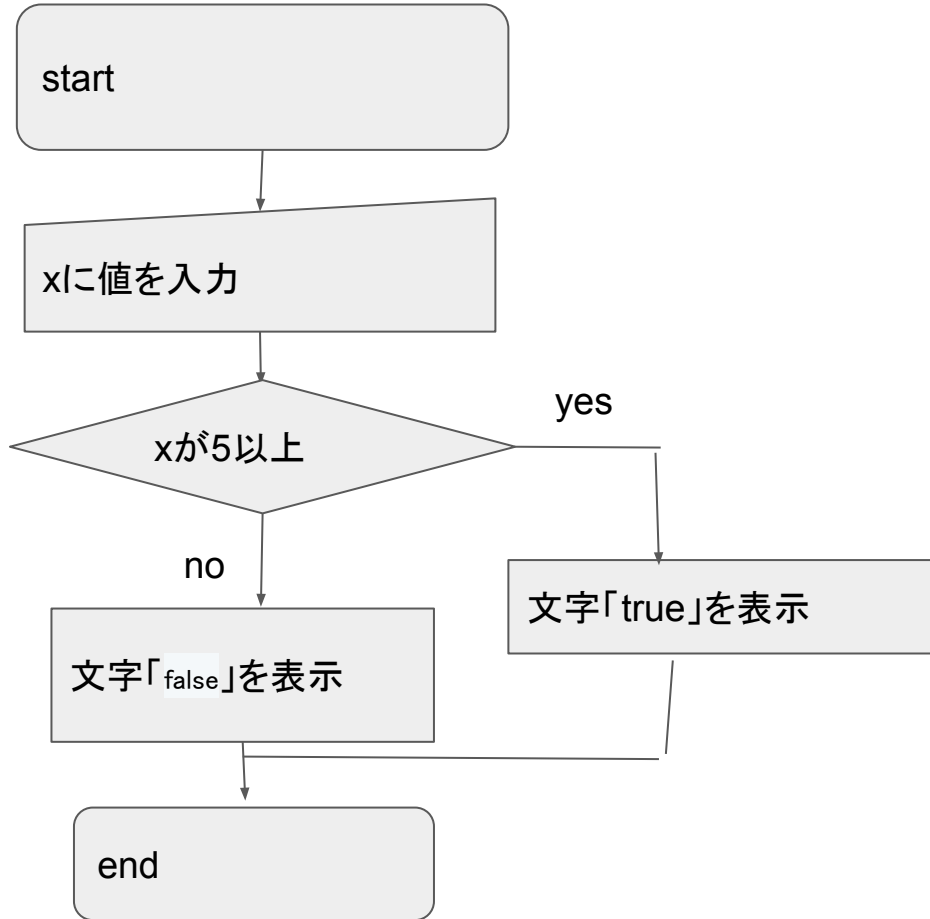 start
xに値を入力
xが5以上
yes
no
文字「true」を表示
文字「false」を表示
end